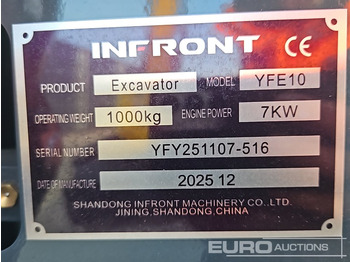 INFRONT CE
PRODUCT Excavator MODEL YFE10
OPERATING WEIGHT 1000kg ENGINE POWER 7KW
SERIAL NUMBER YFY251107-516
DATE OF MANUFACTURE 2025 12
SHANDONG INFRONT MACHINERY CO., LTD.
JINING, SHANDONG, CHINA
EURO AUCTIONS